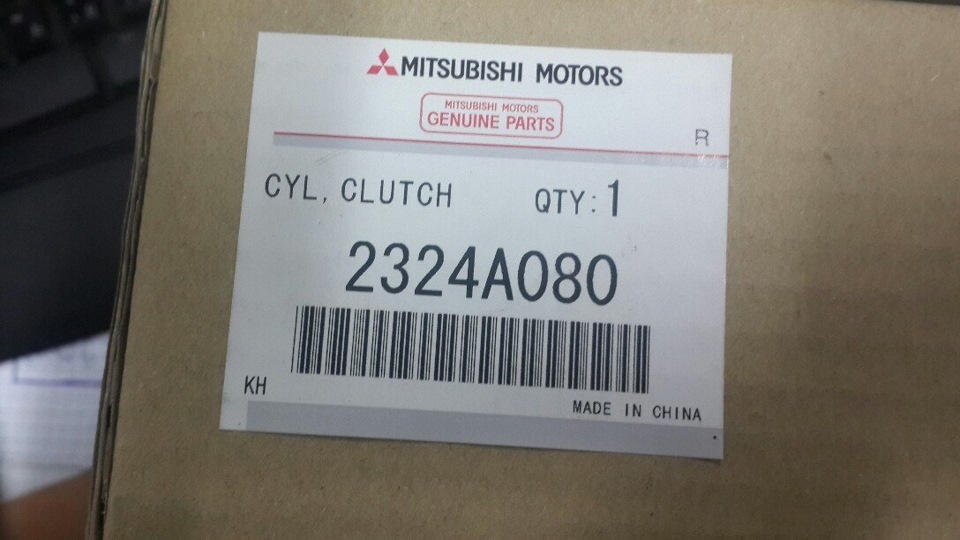 MITSUBISHI MOTORS
MITSUBISHI MOTORS
GENUINE PARTS
R
CYL, CLUTCH QTY:1
2324A080
KH
MADE IN CHINA